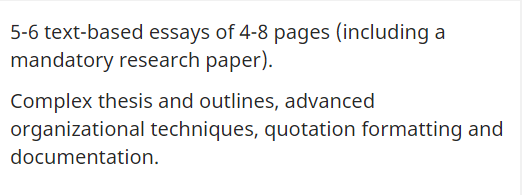 5-6 text-based essays of 4-8 pages (including a
mandatory research paper).
Complex thesis and outlines, advanced
organizational techniques, quotation formatting and
documentation.